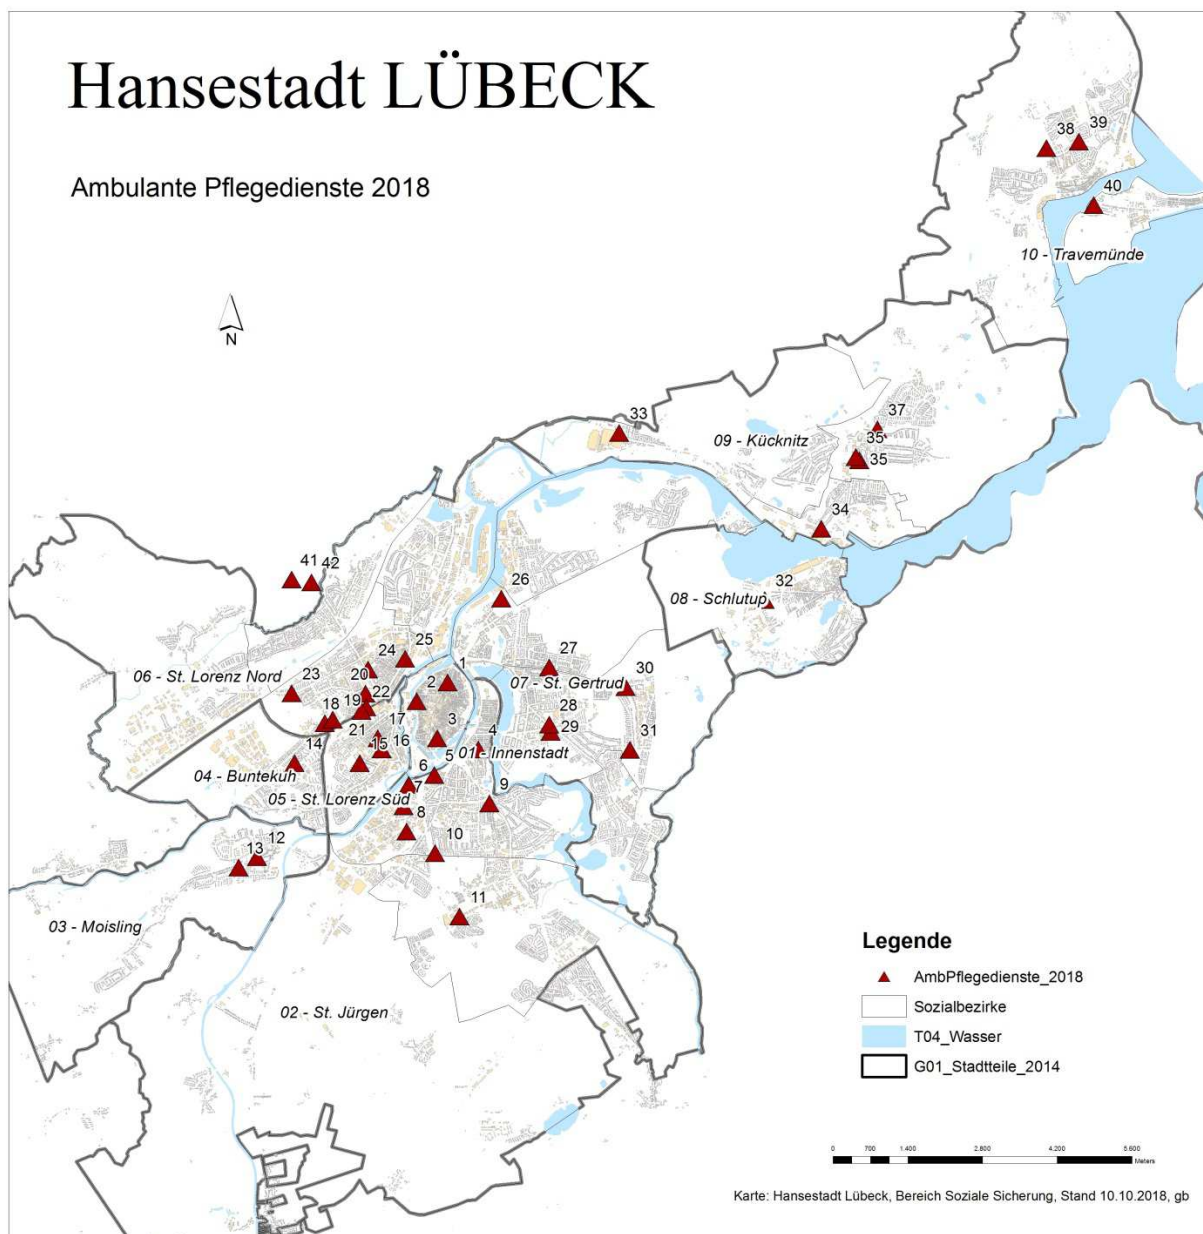 Hansestadt LÜBECK
Ambulante Pflegedienste 2018
38
39
40
10 - Travemünde
N
33
37
09 - Kücknitz
35
35
34
41
42
26
32
08 - Schlutup
25
24
27
1
30
06 - St. Lorenz Nord
23
20
22
2
07 - St. Gertrud
18
19
17
3
4
28
29
14
21
15
16
01 - Innenstadt
31
04 - Buntekuh
5
6
05 - St. Lorenz Süd
7
9
8
12
13
10
11
03 - Moisling
02 - St. Jürgen
Legende
AmbPflegedienste_2018
Sozialbezirke
T04_Wasser
G01_Stadtteile_2014
0 700 1.400 2.800 4.200 5.600
Meters
Karte: Hansestadt Lübeck, Bereich Soziale Sicherung, Stand 10.10.2018, gb